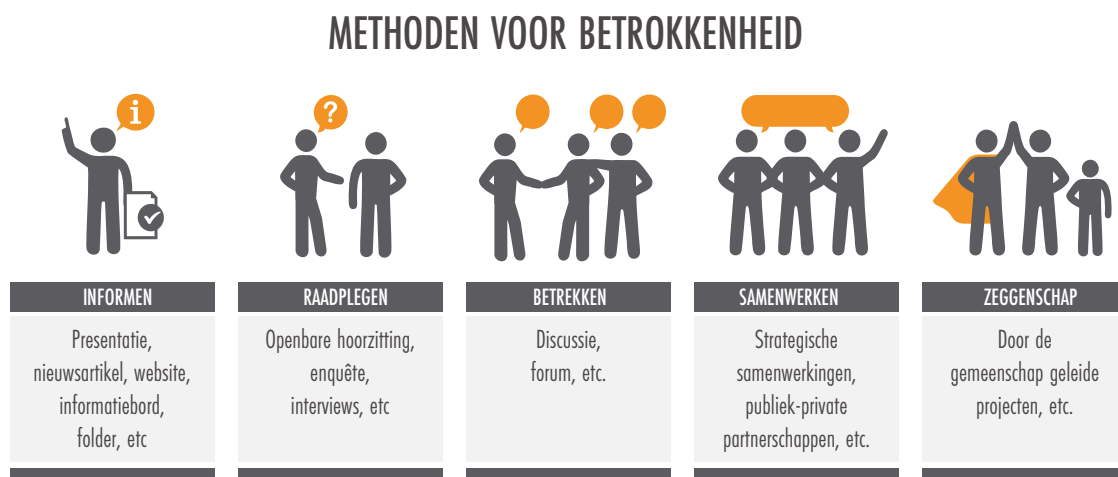 METHODEN VOOR BETROKKENHEID
i
?
INFORMEN
Presentatie,
nieuwsartikel, website,
informatiebord,
folder, etc
RAADPLEGEN
Openbare hoorzitting,
enquête,
interviews, etc
BETREKKEN
Discussie,
forum, etc.
SAMENWERKEN
Strategische
samenwerkingen,
publiek-private
partnerschappen, etc.
ZEGGENSCHAP
Door de
gemeenschap geleide
projecten, etc.